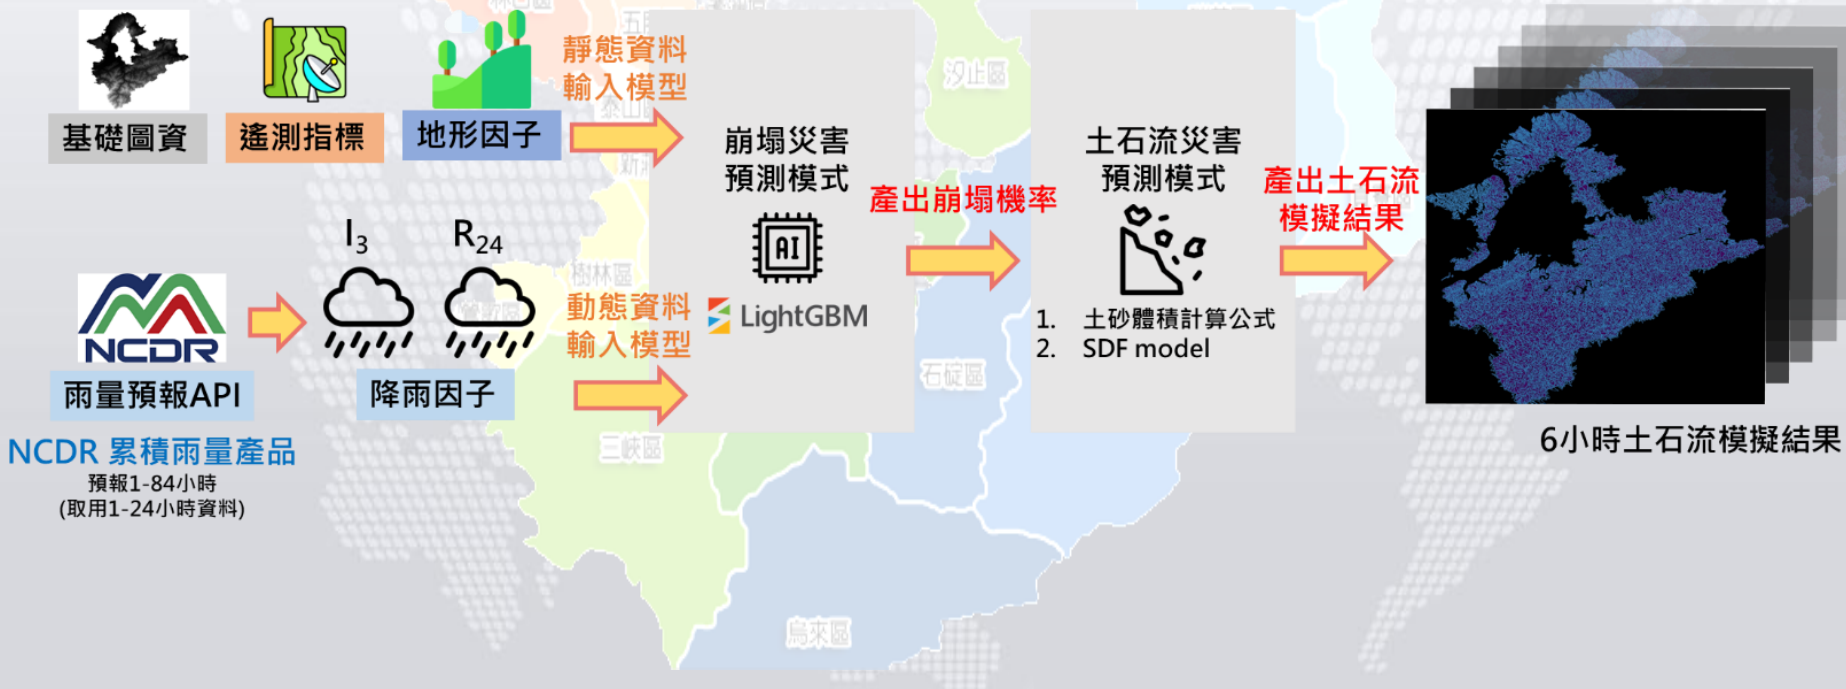 基礎圖資
遙測指標
地形因子
靜態資料
輸入模型
I3
R24
NCDR
雨量預報API
降雨因子
動態資料
輸入模型
NCDR 累積雨量產品
預報1-84小時
(取用1-24小時資料)
崩塌災害
預測模式
AI
LightGBM
產出崩塌機率
土石流災害
預測模式
1. 土砂體積計算公式
2. SDF model
產出土石流
模擬結果
6小時土石流模擬結果
汐止區
樹林區
鶯歌區
三峽區
石碇區
烏來區